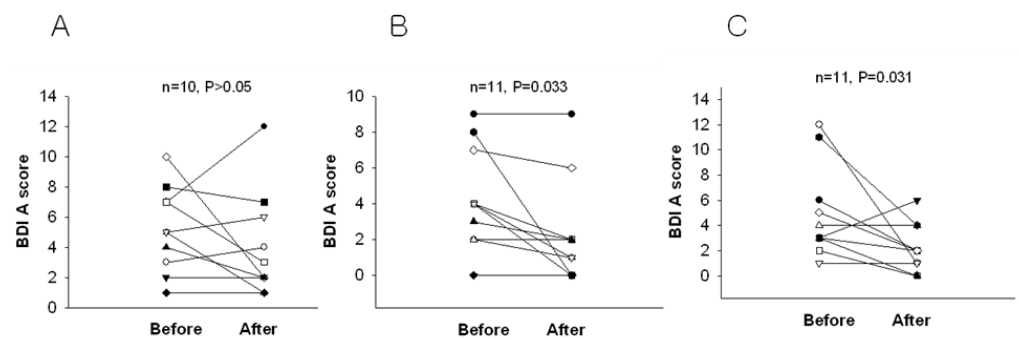 A
B
C
n=10, P>0.05
n=11, P=0.033
n=11, P=0.031
BDI A score
14
12
10
8
6
4
2
0
Before
After
BDI A score
10
8
6
4
2
0
Before
After
BDI A score
14
12
10
8
6
4
2
0
Before
After